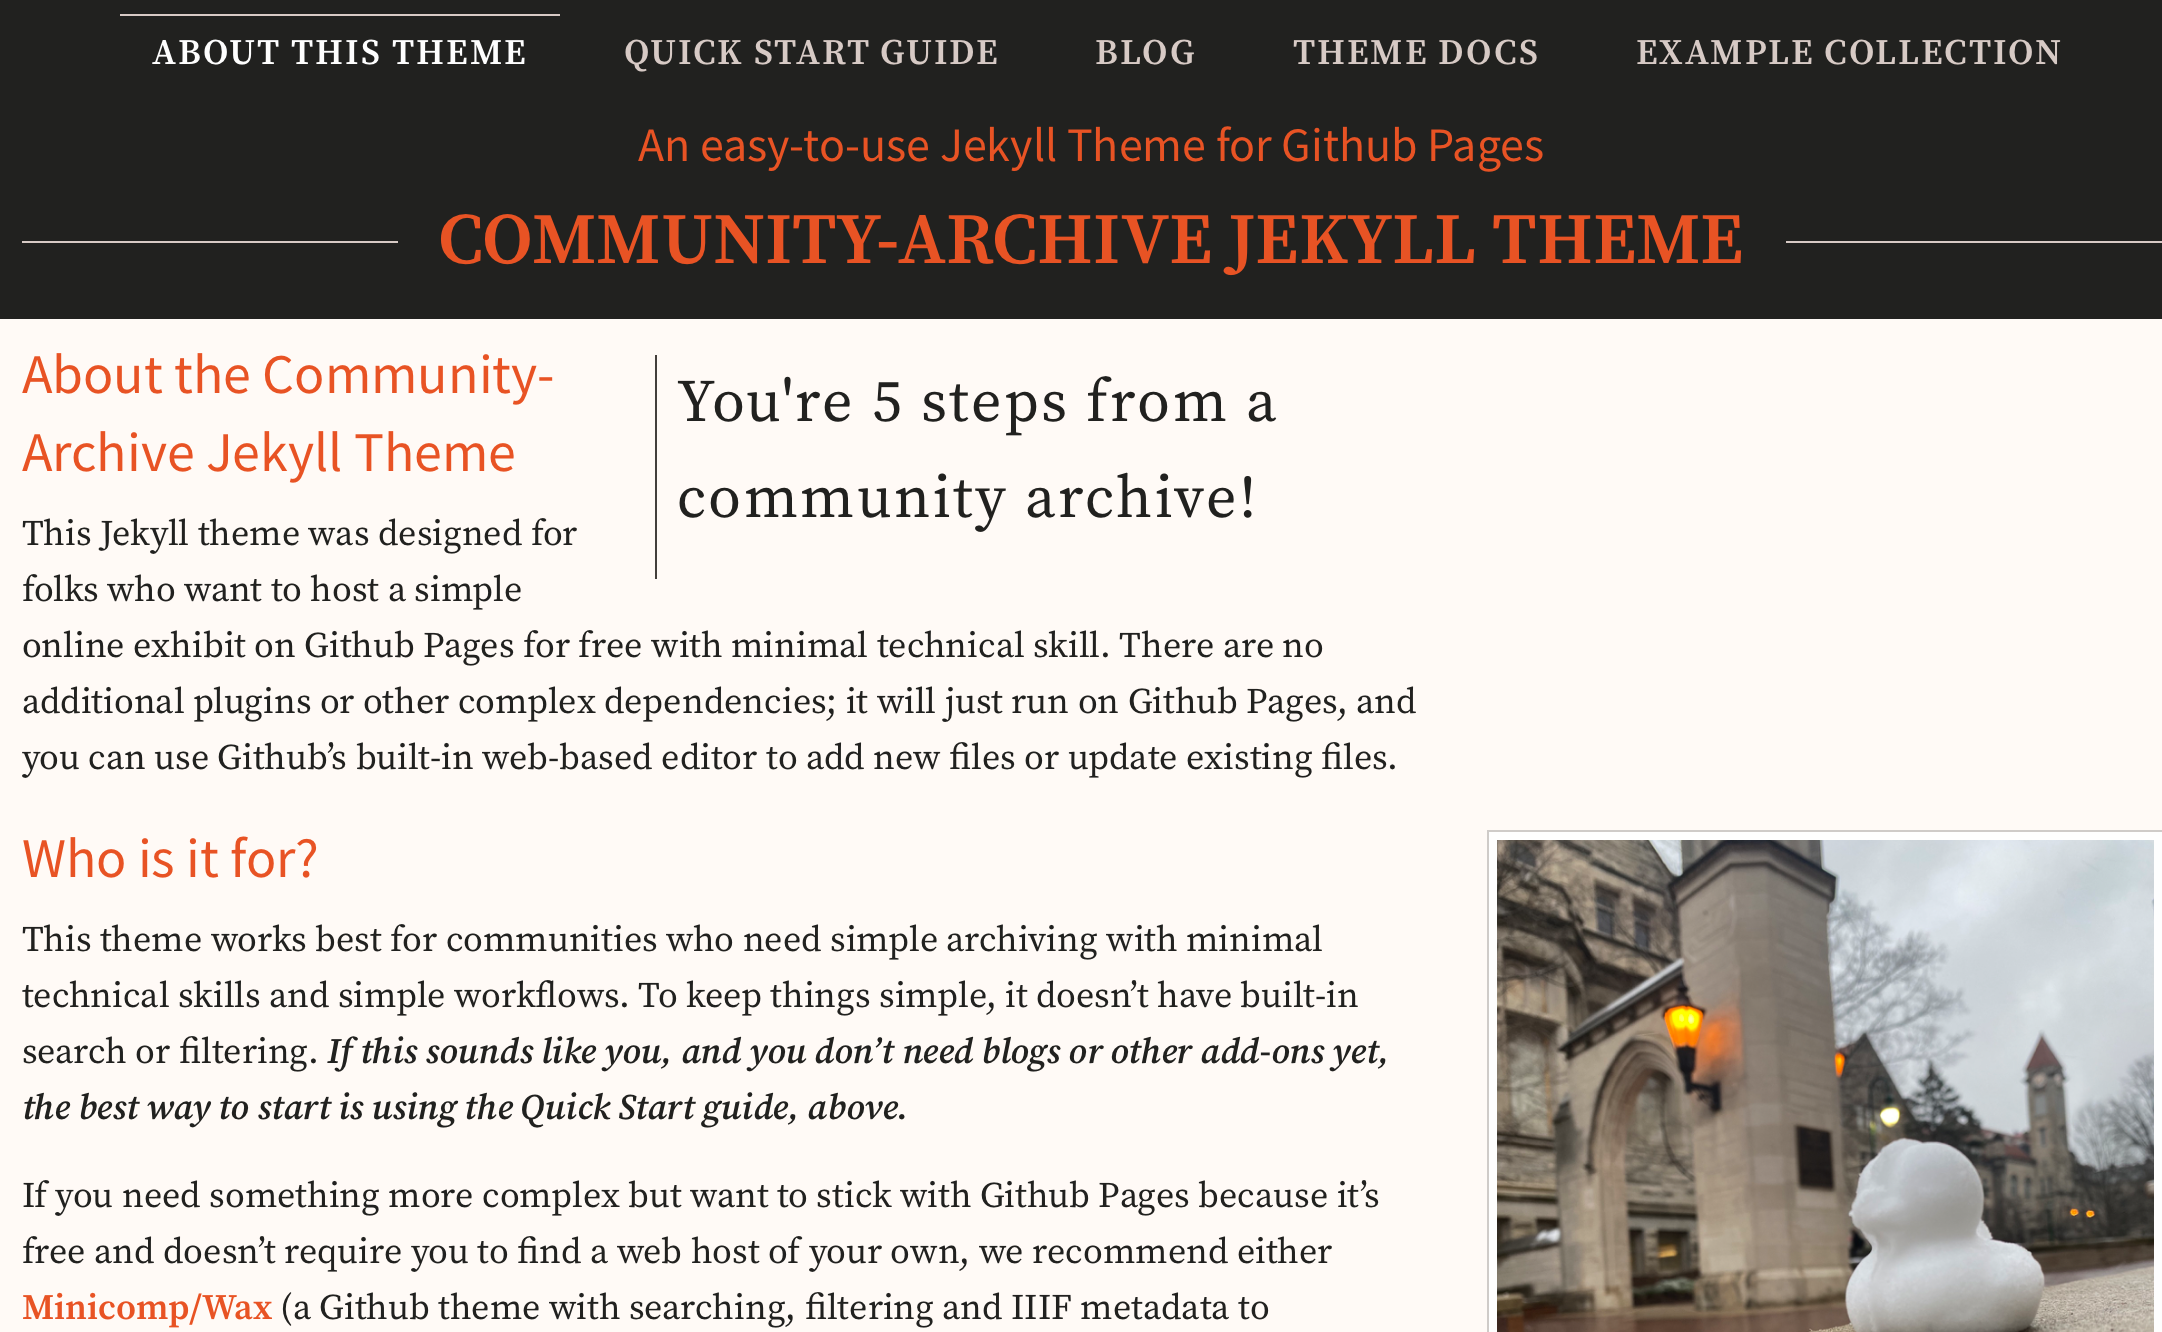 ABOUT THIS THEME QUICK START GUIDE BLOG THEME DOCS EXAMPLE COLLECTION
An easy-to-use Jekyll Theme for Github Pages
COMMUNITY-ARCHIVE JEKYLL THEME
About the Community-
Archive Jekyll Theme
You're 5 steps from a
community archive!
This Jekyll theme was designed for
folks who want to host a simple
online exhibit on Github Pages for free with minimal technical skill. There are no
additional plugins or other complex dependencies; it will just run on Github Pages, and
you can use Github’s built-in web-based editor to add new files or update existing files.
Who is it for?
This theme works best for communities who need simple archiving with minimal
technical skills and simple workflows. To keep things simple, it doesn’t have built-in
search or filtering. If this sounds like you, and you don’t need blogs or other add-ons yet,
the best way to start is using the Quick Start guide, above.
If you need something more complex but want to stick with Github Pages because it’s
free and doesn’t require you to find a web host of your own, we recommend either
Minicomp/Wax (a Github theme with searching, filtering and IIIF metadata to